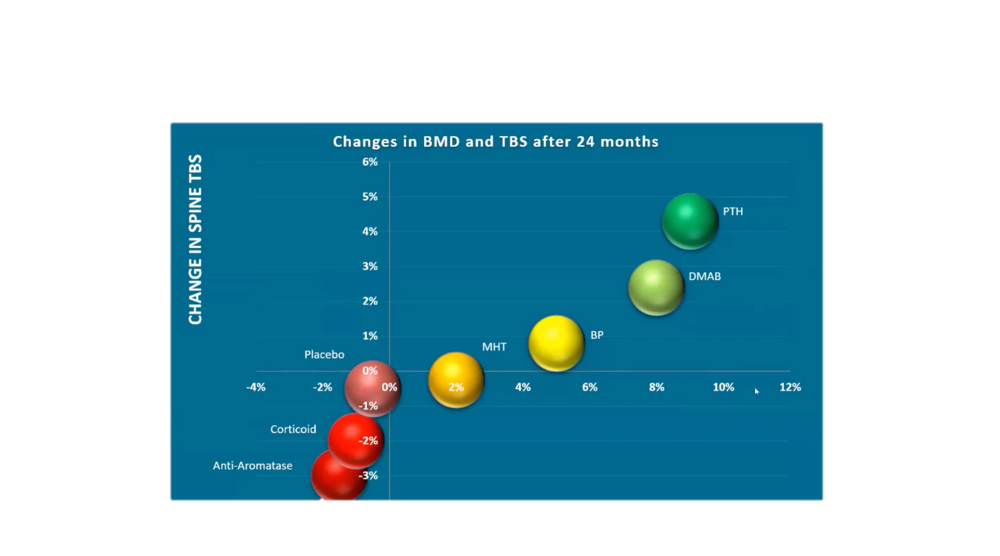 Changes in BMD and TBS after 24 months
CHANGE IN SPINE TBS
6%
5%
PTH
4%
3%
DMAB
2%
1%
BP
MHT
Placebo
0%
-4% -2% 0% 2% 4% 6% 8% 10% 12%
-1%
Corticoid
-2%
Anti-Aromatase
-3%